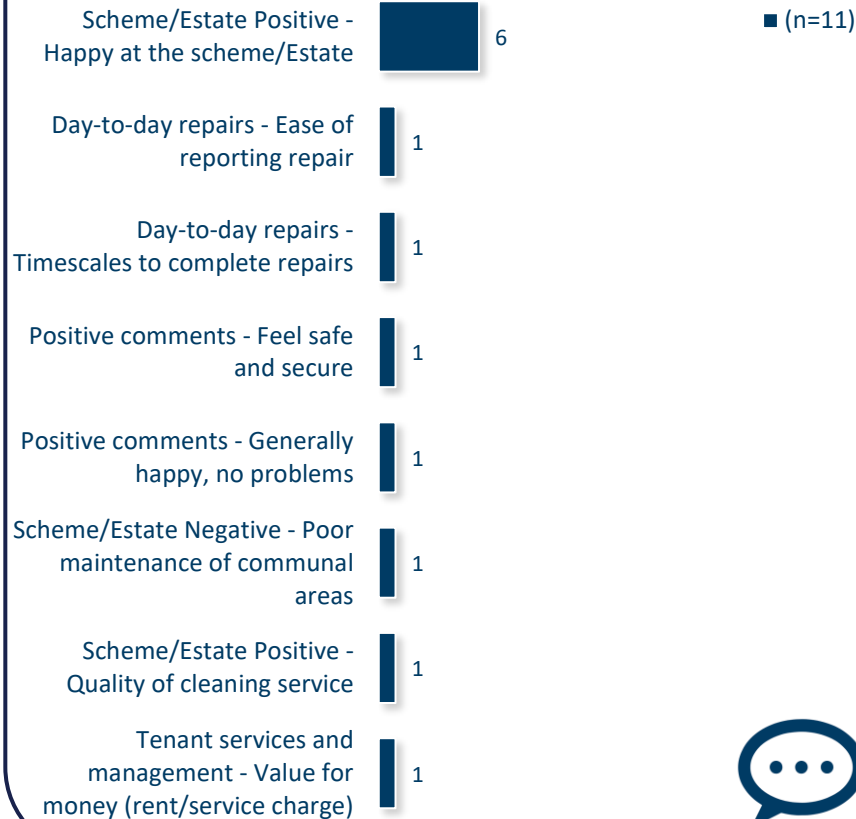 Scheme/Estate Positive -
Happy at the scheme/Estate
6
(n=11)
Day-to-day repairs - Ease of
reporting repair
1
Day-to-day repairs -
Timescales to complete repairs
1
Positive comments - Feel safe
and secure
1
Positive comments - Generally
happy, no problems
1
Scheme/Estate Negative - Poor
maintenance of communal
areas
1
Scheme/Estate Positive -
Quality of cleaning service
1
Tenant services and
management - Value for
money (rent/service charge)
1